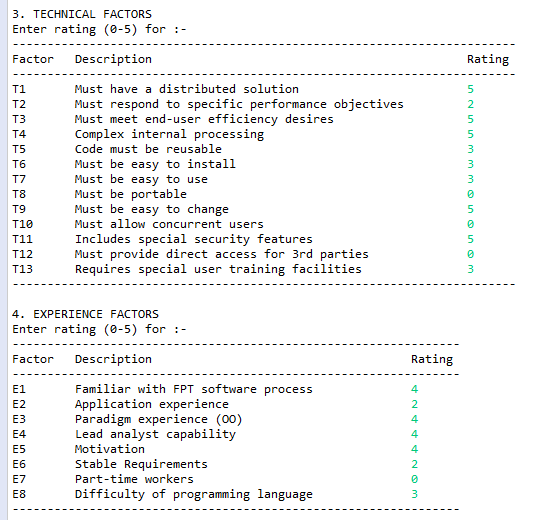 3. TECHNICAL FACTORS
Enter rating (0-5) for :-
Factor Description Rating
T1 Must have a distributed solution 5
T2 Must respond to specific performance objectives 2
T3 Must meet end-user efficiency desires 5
T4 Complex internal processing 5
T5 Code must be reusable 3
T6 Must be easy to install 3
T7 Must be easy to use 3
T8 Must be portable 0
T9 Must be easy to change 5
T10 Must allow concurrent users 0
T11 Includes special security features 5
T12 Must provide direct access for 3rd parties 0
T13 Requires special user training facilities 3
4. EXPERIENCE FACTORS
Enter rating (0-5) for :-
Factor Description Rating
E1 Familiar with FPT software process 4
E2 Application experience 2
E3 Paradigm experience (OO) 4
E4 Lead analyst capability 4
E5 Motivation 4
E6 Stable Requirements 2
E7 Part-time workers 0
E8 Difficulty of programming language 3